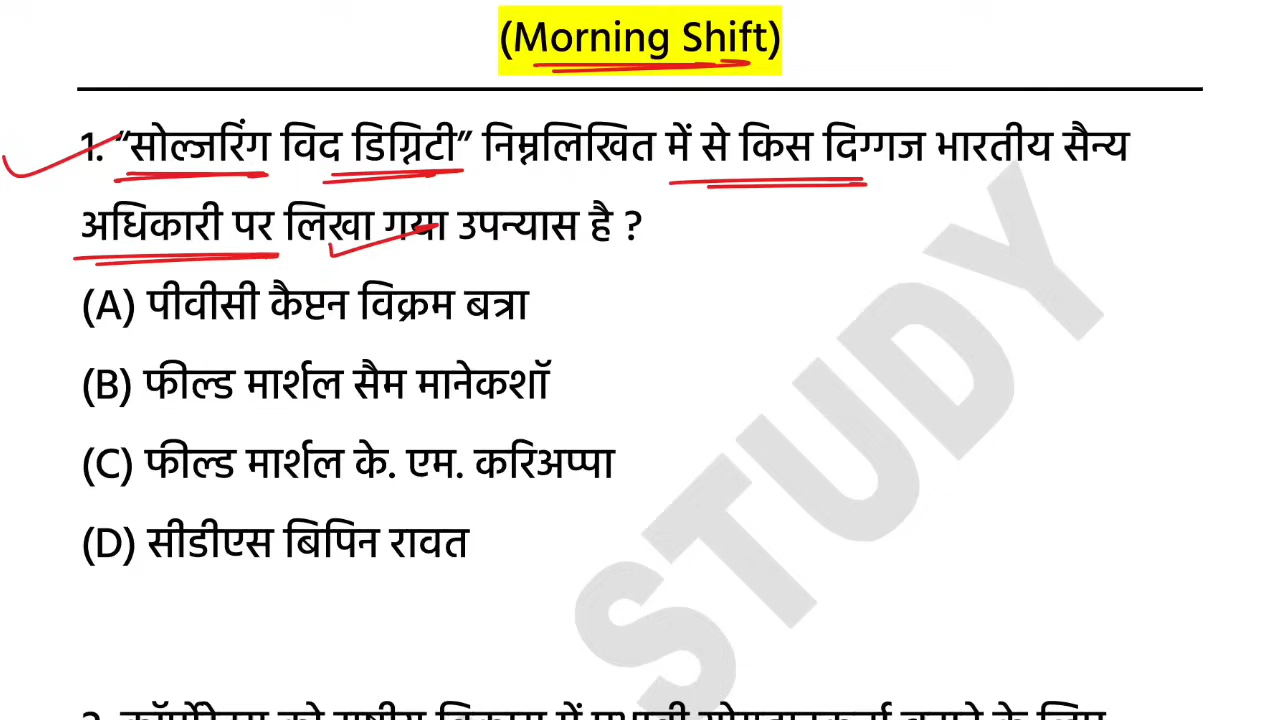 (Morning Shift)
1. “सोल्जरिंग विद डिग्निटी” निम्नलिखित में से किस दिग्गज भारतीय सैन्य
अधिकारी पर लिखा गया उपन्यास है ?
(A) पीवीसी कैप्टन विक्रम बत्रा
(B) फील्ड मार्शल सैम मानेकशॉ
(C) फील्ड मार्शल के. एम. करिअप्पा
(D) सीडीएस बिपिन रावत
STUDY